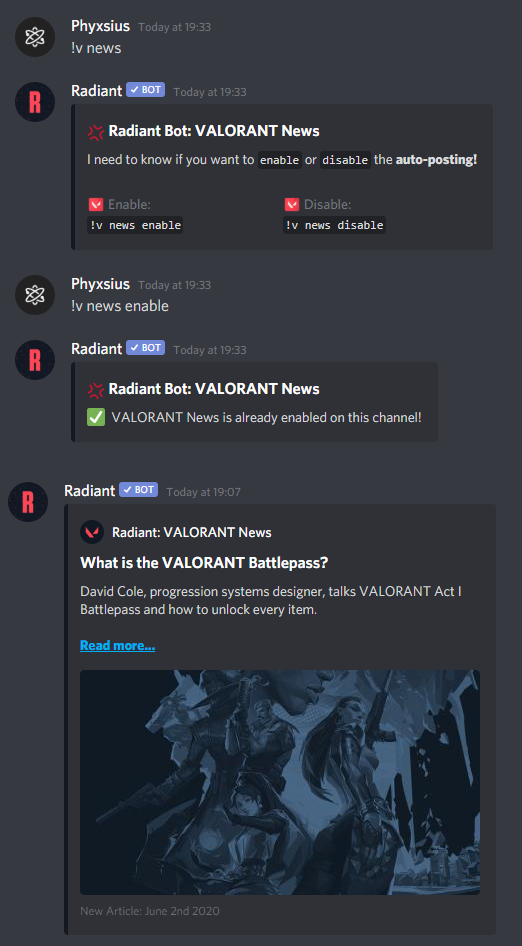 Phyxsius Today at 19:33
!v news
Radiant ✓ BOT Today at 19:33
Radiant Bot: VALORANT News
I need to know if you want to enable or disable the auto-posting!
Enable: Disable:
!v news enable !v news disable
Phyxsius Today at 19:33
!v news enable
Radiant ✓ BOT Today at 19:33
Radiant Bot: VALORANT News
✅ VALORANT News is already enabled on this channel!
Radiant ✓ BOT Today at 19:07
Radiant: VALORANT News
What is the VALORANT Battlepass?
David Cole, progression systems designer, talks VALORANT Act I
Battlepass and how to unlock every item.
Read more...
New Article: June 2nd 2020